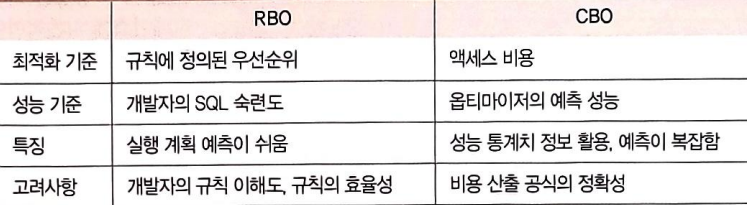 RBO CBO
최적화 기준 규칙에 정의된 우선순위 액세스 비용
성능 기준 개발자의 SQL 숙련도 옵티마이저의 예측 성능
특징 실행 계획 예측이 쉬움 성능 통계치 정보 활용, 예측이 복잡함
고려사항 개발자의 규칙 이해도, 규칙의 효율성 비용 산출 공식의 정확성